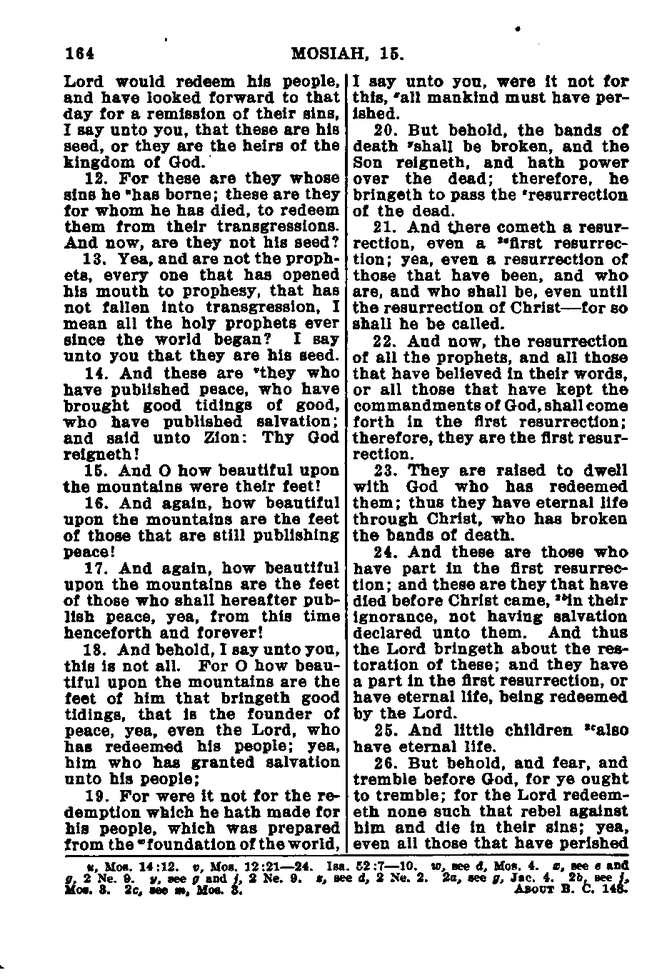 164
MOSIAH, 15.
Lord would redeem his people,
and have looked forward to that
day for a remission of their sins,
I say unto you, that these are his
seed, or they are the heirs of the
kingdom of God.
12. For these are they whose
sins he ᵘhas borne; these are they
for whom he has died, to redeem
them from their transgressions.
And now, are they not his seed?
13. Yea, and are not the proph-
ets, every one that has opened
his mouth to prophesy, that has
not fallen into transgression, I
mean all the holy prophets ever
since the world began? I say
unto you that they are his seed.
14. And these are ᵛthey who
have published peace, who have
brought good tidings of good,
who have published salvation;
and said unto Zion: Thy God
reigneth!
15. And O how beautiful upon
the mountains were their feet!
16. And again, how beautiful
upon the mountains are the feet
of those that are still publishing
peace!
17. And again, how beautiful
upon the mountains are the feet
of those who shall hereafter pub-
lish peace, yea, from this time
henceforth and forever!
18. And behold, I say unto you,
this is not all. For O how beau-
tiful upon the mountains are the
feet of him that bringeth good
tidings, that is the founder of
peace, yea, even the Lord, who
has redeemed his people; yea,
him who has granted salvation
unto his people;
19. For were it not for the re-
demption which he hath made for
his people, which was prepared
from the ʷfoundation of the world,
I say unto you, were it not for
this, ˣall mankind must have per-
ished.
20. But behold, the bands of
death ʸshall be broken, and the
Son reigneth, and hath power
over the dead; therefore, he
bringeth to pass the ᶻresurrection
of the dead.
21. And there cometh a resur-
rection, even a ²ᵃfirst resurrec-
tion; yea, even a resurrection of
those that have been, and who
are, and who shall be, even until
the resurrection of Christ—for so
shall he be called.
22. And now, the resurrection
of all the prophets, and all those
that have believed in their words,
or all those that have kept the
commandments of God, shall come
forth in the first resurrection;
therefore, they are the first resur-
rection.
23. They are raised to dwell
with God who has redeemed
them; thus they have eternal life
through Christ, who has broken
the bands of death.
24. And these are those who
have part in the first resurrec-
tion; and these are they that have
died before Christ came, ²ᵇin their
ignorance, not having salvation
declared unto them. And thus
the Lord bringeth about the res-
toration of these; and they have
a part in the first resurrection, or
have eternal life, being redeemed
by the Lord.
25. And little children ²ᶜalso
have eternal life.
26. But behold, and fear, and
tremble before God, for ye ought
to tremble; for the Lord redeem-
eth none such that rebel against
him and die in their sins; yea,
even all those that have perished
u, Mos. 14:12. v, Mos. 12:21—24. Isa. 52:7—10. w, see d, Mos. 4. x, see e and
g, 2 Ne. 9. y, see g and j, 2 Ne. 9. z, see d, 2 Ne. 2. 2a, see g, Jac. 4. 2b, see j,
Mos. 3. 2c, see m, Mos. 3. ABOUT B. C. 148.